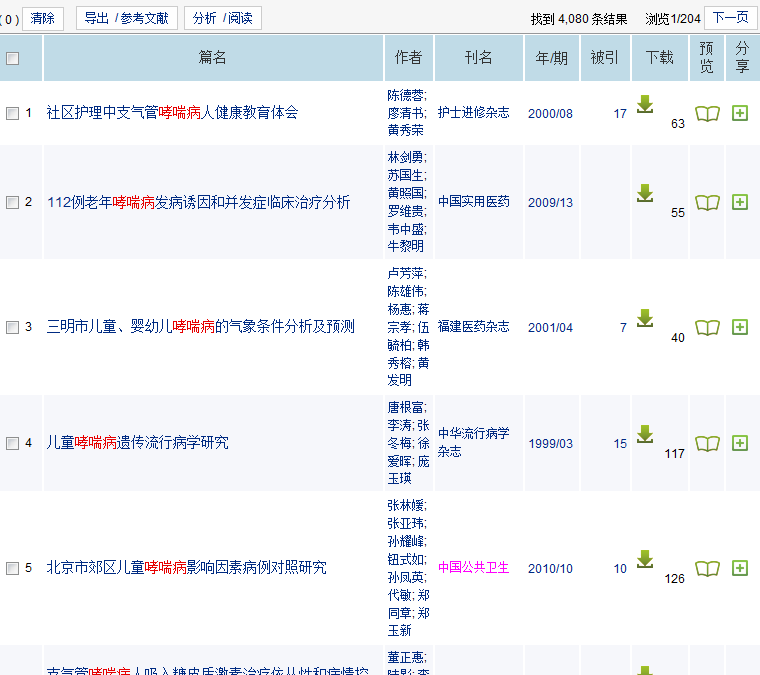 ( 0 ) 清除 导出 /参考文献 分析 /阅读 找到 4,080 条结果 浏览1/204 下一页
篇名 作者 刊名 年/期 被引 下载 预览 分享
1 社区护理中支气管哮喘病人健康教育体会
陈德蓉;
廖清书;
黄秀荣
护士进修杂志 2000/08 17 63
2 112例老年哮喘病发病诱因和并发症临床治疗分析
林剑勇;
苏国生;
黄照国;
罗维贵;
韦中盛;
牛黎明
中国实用医药 2009/13 55
3 三明市儿童、婴幼儿哮喘病的气象条件分析及预测
卢芳萍;
陈雄伟;
杨惠; 蒋
宗孝; 伍
毓柏; 韩
秀榕; 黄
发明
福建医药杂志 2001/04 7 40
4 儿童哮喘病遗传流行病学研究
唐根富;
李涛; 张
冬梅; 徐
爱晖; 庞
玉瑛
中华流行病学
杂志
1999/03 15 117
5 北京市郊区儿童哮喘病影响因素病例对照研究
张林媛;
张亚玮;
孙耀峰;
钮式如;
孙凤英;
代敏; 郑
同章; 郑
玉新
中国公共卫生 2010/10 10 126
支气管哮喘病人吸入糖皮质激素治疗依从性和病情控
董正惠;